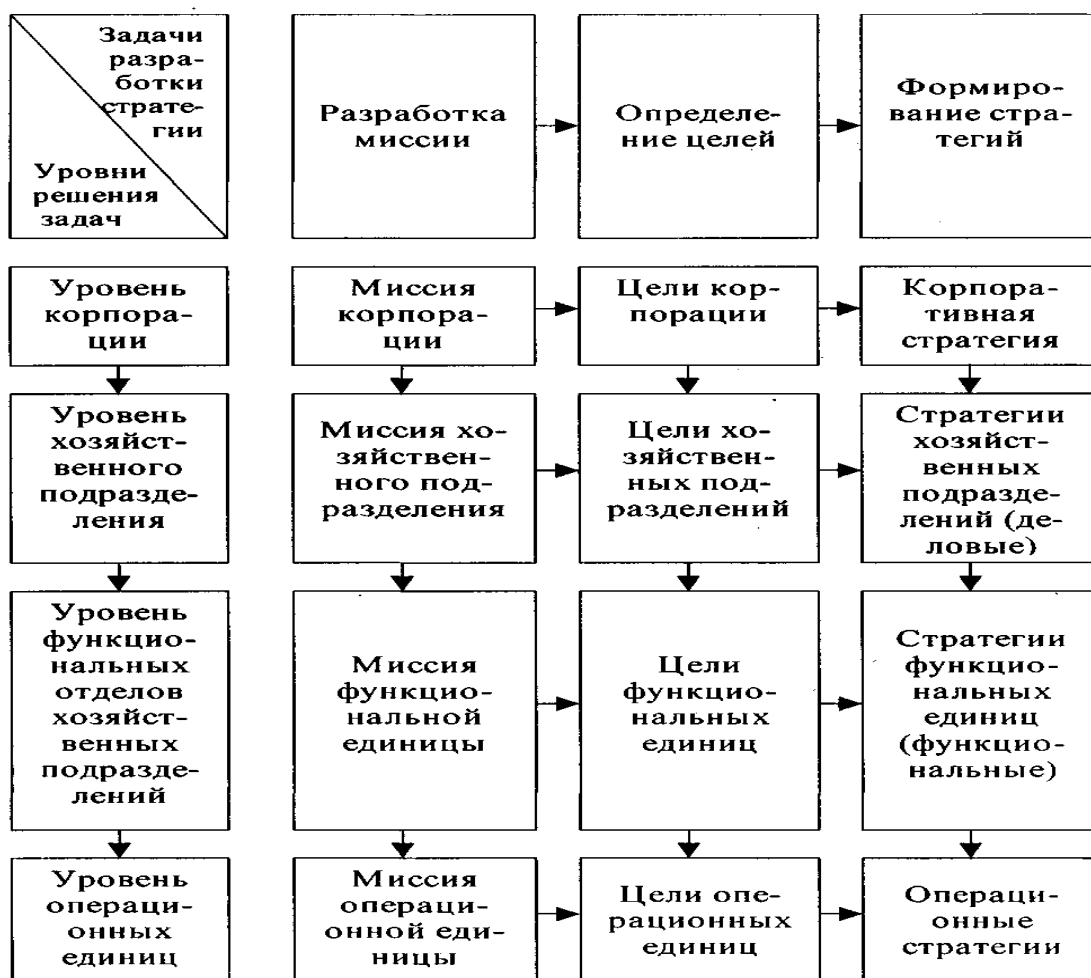 Задачи
разра-
ботки
страте-
гии
Уровни
решения
задач
Разработка
миссии
Определе-
ние целей
Формиро-
вание стра-
тегий
Уровень
корпора-
ции
Миссия
корпора-
ции
Цели кор-
порации
Корпора-
тивная
стратегия
Уровень
хозяйст-
венного
подразде-
ления
Миссия хо-
зяйствен-
ного под-
разделения
Цели хо-
зяйствен-
ных под-
разделений
Стратегии
хозяйст-
венных
подразде-
лений (де-
ловые)
Уровень
функцио-
нальных
отделов
хозяйст-
венных
подразде-
лений
Миссия
функцио-
нальной
единицы
Цели
функцио-
нальных
единиц
Стратегии
функцио-
нальных
единиц
(функцио-
нальные)
Уровень
операци-
онных
единиц
Миссия
операци-
онной еди-
ницы
Цели опе-
рационных
единиц
Операци-
онные
стратегии